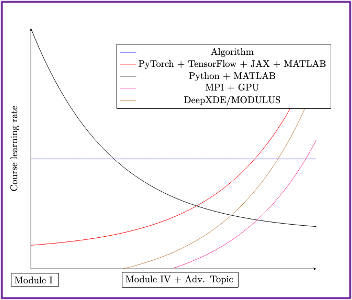 Algorithm
PyTorch + TensorFlow + JAX + MATLAB
Python + MATLAB
MPI + GPU
DeepXDE/MODULUS
Course learning rate
Module I
Module IV + Adv. Topic